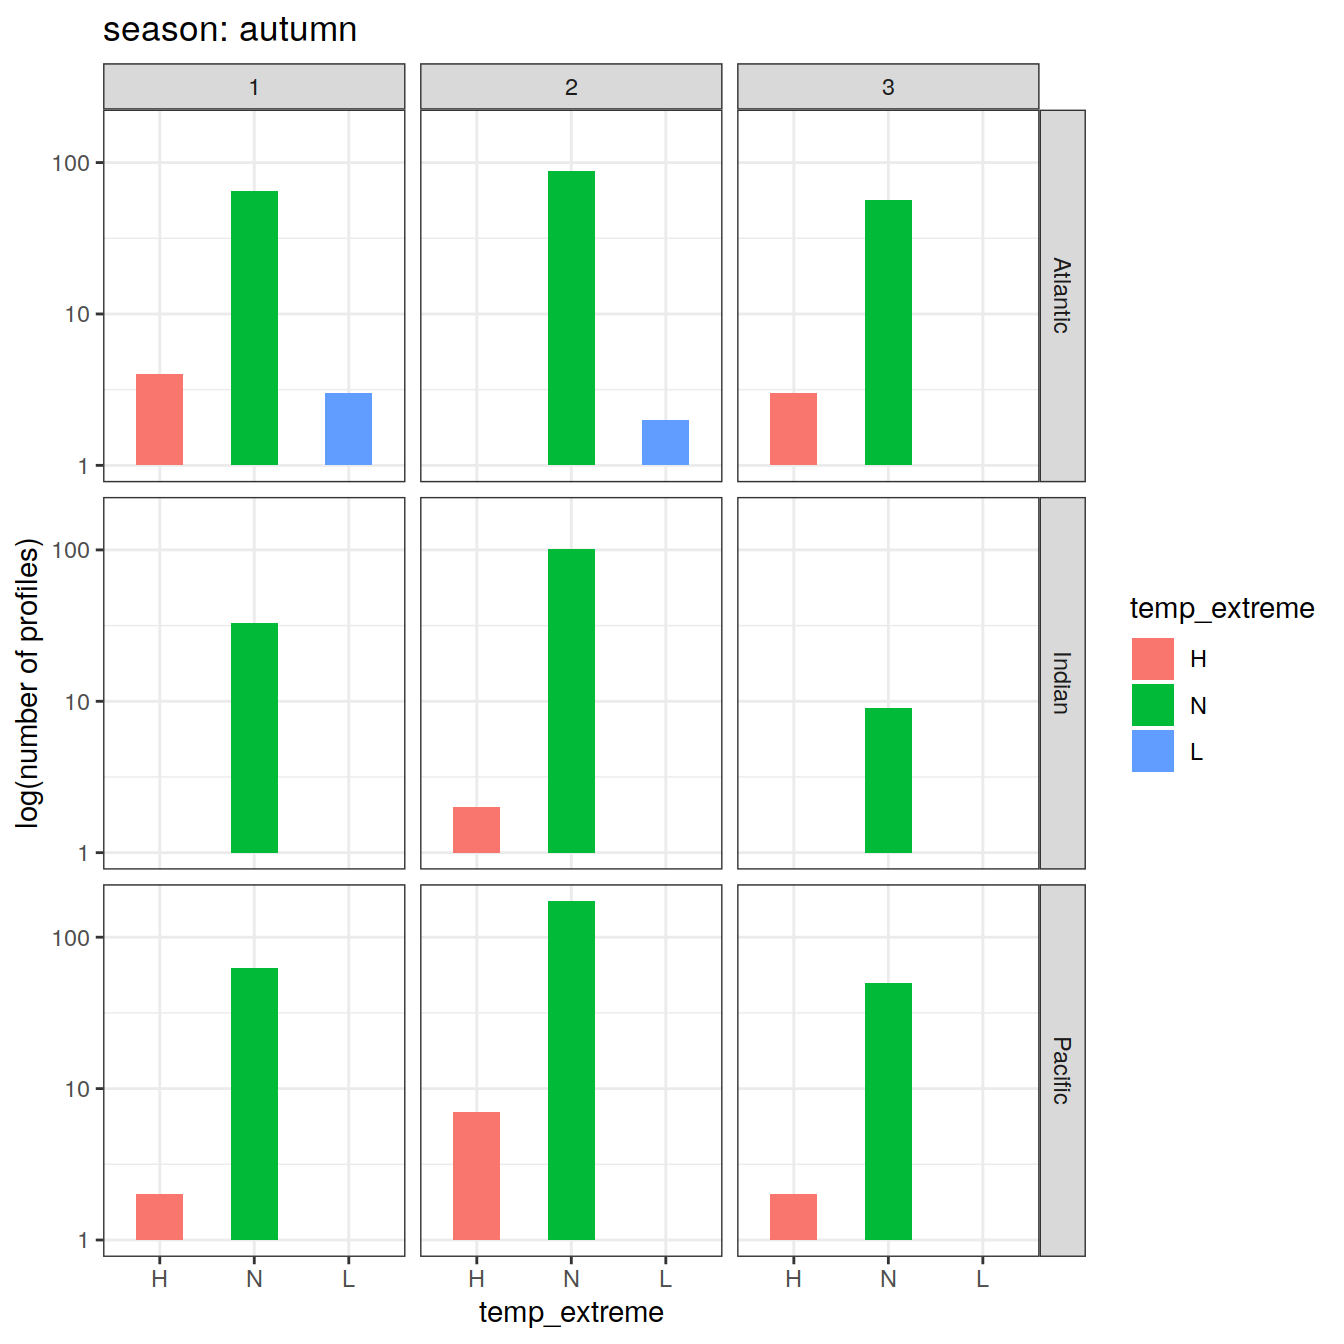 season: autumn
1 2 3
100
10
1
Atlantic
100
10
1
Indian
100
10
1
Pacific
log(number of profiles)
H N L H N L H N L
temp_extreme
temp_extreme
H
N
L